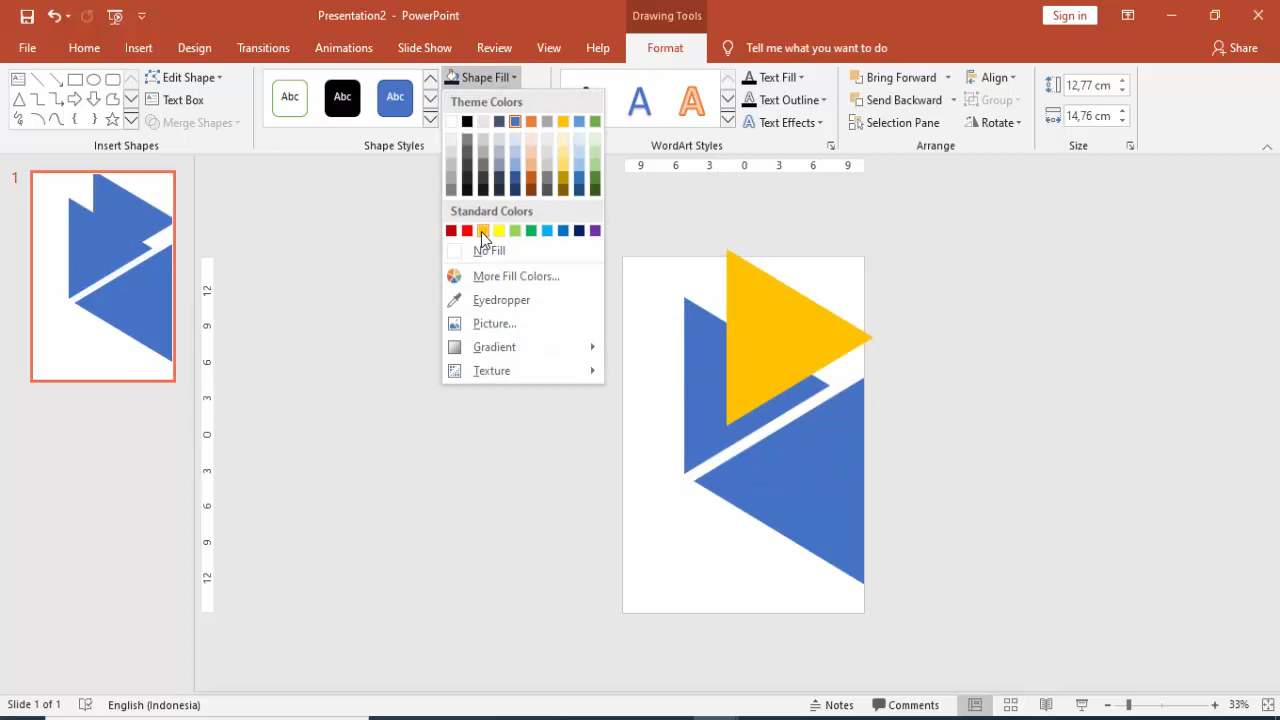 Presentation2 - PowerPoint
Drawing Tools
Sign in
File Home Insert Design Transitions Animations Slide Show Review View Help Format Tell me what you want to do Share
Edit Shape
Text Box
Merge Shapes
Insert Shapes
Abc Abc Abc
Shape Styles
Shape Fill
Theme Colors
Standard Colors
No Fill
More Fill Colors...
Eyedropper
Picture...
Gradient
Texture
A A
Text Fill
Text Outline
Text Effects
WordArt Styles
Bring Forward
Send Backward
Selection Pane
Align
Group
Rotate
Arrange
12,77 cm
14,76 cm
Size
1
9 6 3 0 3 6 9
12
9
6
3
0
3
6
9
12
Slide 1 of 1 English (Indonesia) Notes Comments 33%